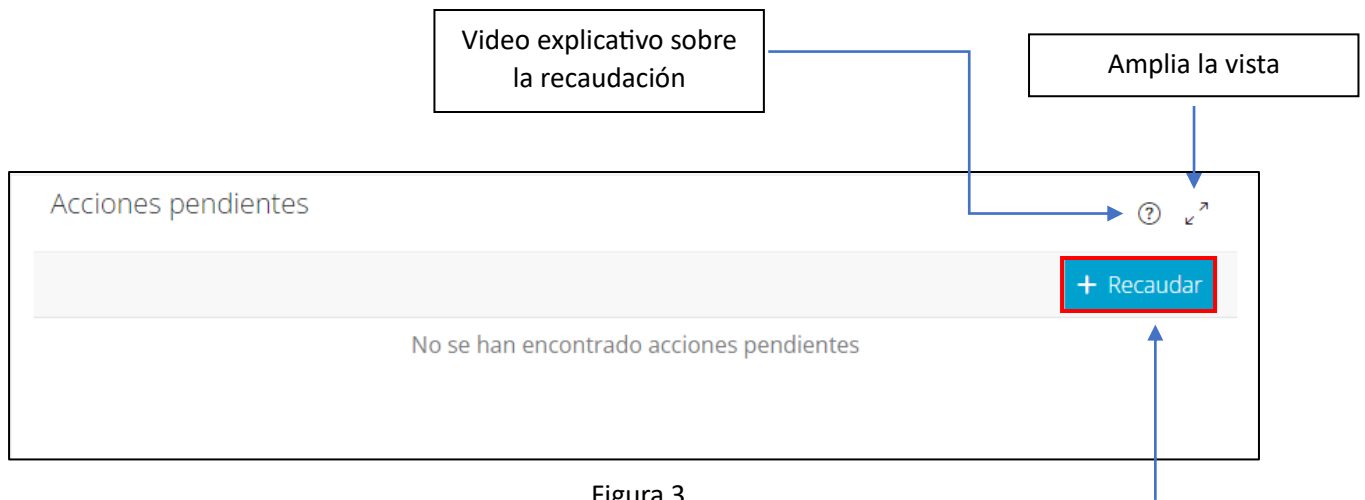 Video explicativo sobre
la recaudación
Amplia la vista
Acciones pendientes
?
+ Recaudar
No se han encontrado acciones pendientes
Figura 3